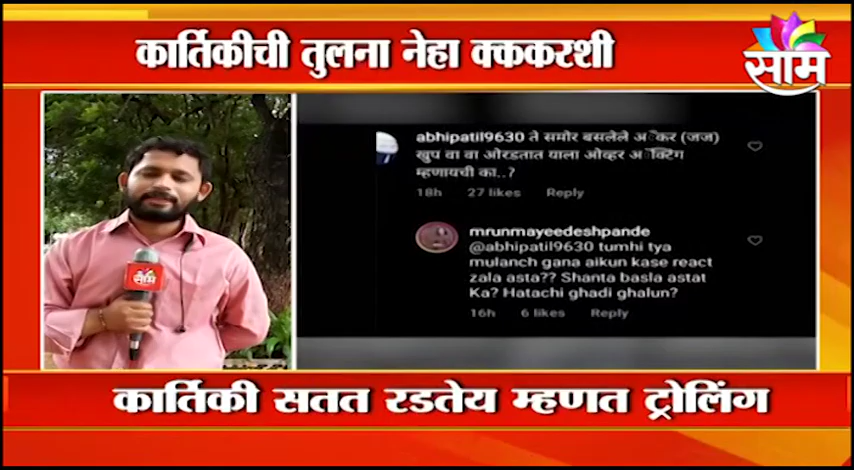 कार्तिकीची तुलना नेहा क्ककरशी
साम
abhipatil9630 ते समोर बसलेले अॅकर (जज)
खुप वा वा ओरडतात याला ओव्हर अॅक्टिंग
म्हणायची का..?
18h 27 likes Reply
mrunmayeedeshpande
@abhipatil9630 tumhi tya
mulanch gana aikun kase react
zala asta?? Shanta basla astat
Ka? Hatachi ghadi ghalun?
16h 6 likes Reply
साम
कार्तिकी सतत रडतेय म्हणत ट्रोलिंग